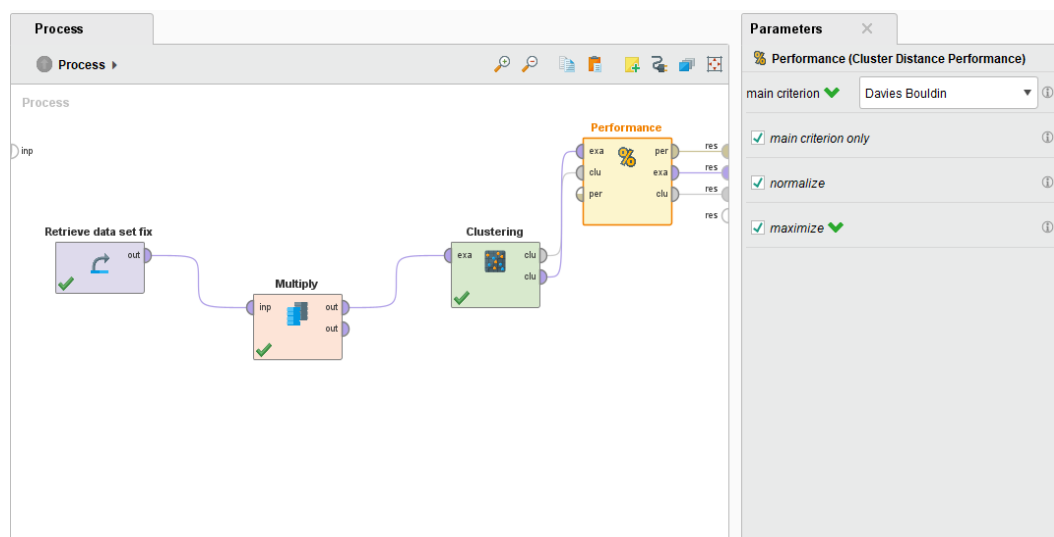 Process
Process
Process
inp
Retrieve data set fix
out
Multiply
inp
out
out
Clustering
exa
clu
clu
Performance
exa
per
clu
exa
per
clu
res
res
res
res
Parameters
Performance (Cluster Distance Performance)
main criterion
Davies Bouldin
main criterion only
normalize
maximize